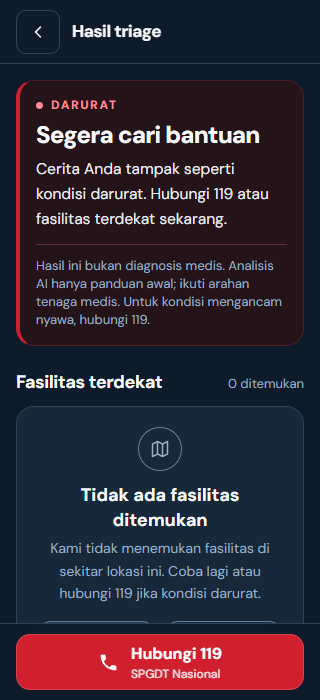 Hasil triage
DARURAT
Segera cari bantuan
Cerita Anda tampak seperti
kondisi darurat. Hubungi 119 atau
fasilitas terdekat sekarang.
Hasil ini bukan diagnosis medis. Analisis
AI hanya panduan awal; ikuti arahan
tenaga medis. Untuk kondisi mengancam
nyawa, hubungi 119.
Fasilitas terdekat
0 ditemukan
Tidak ada fasilitas
ditemukan
Kami tidak menemukan fasilitas di
sekitar lokasi ini. Coba lagi atau
hubungi 119 jika kondisi darurat.
Hubungi 119
SPGDT Nasional